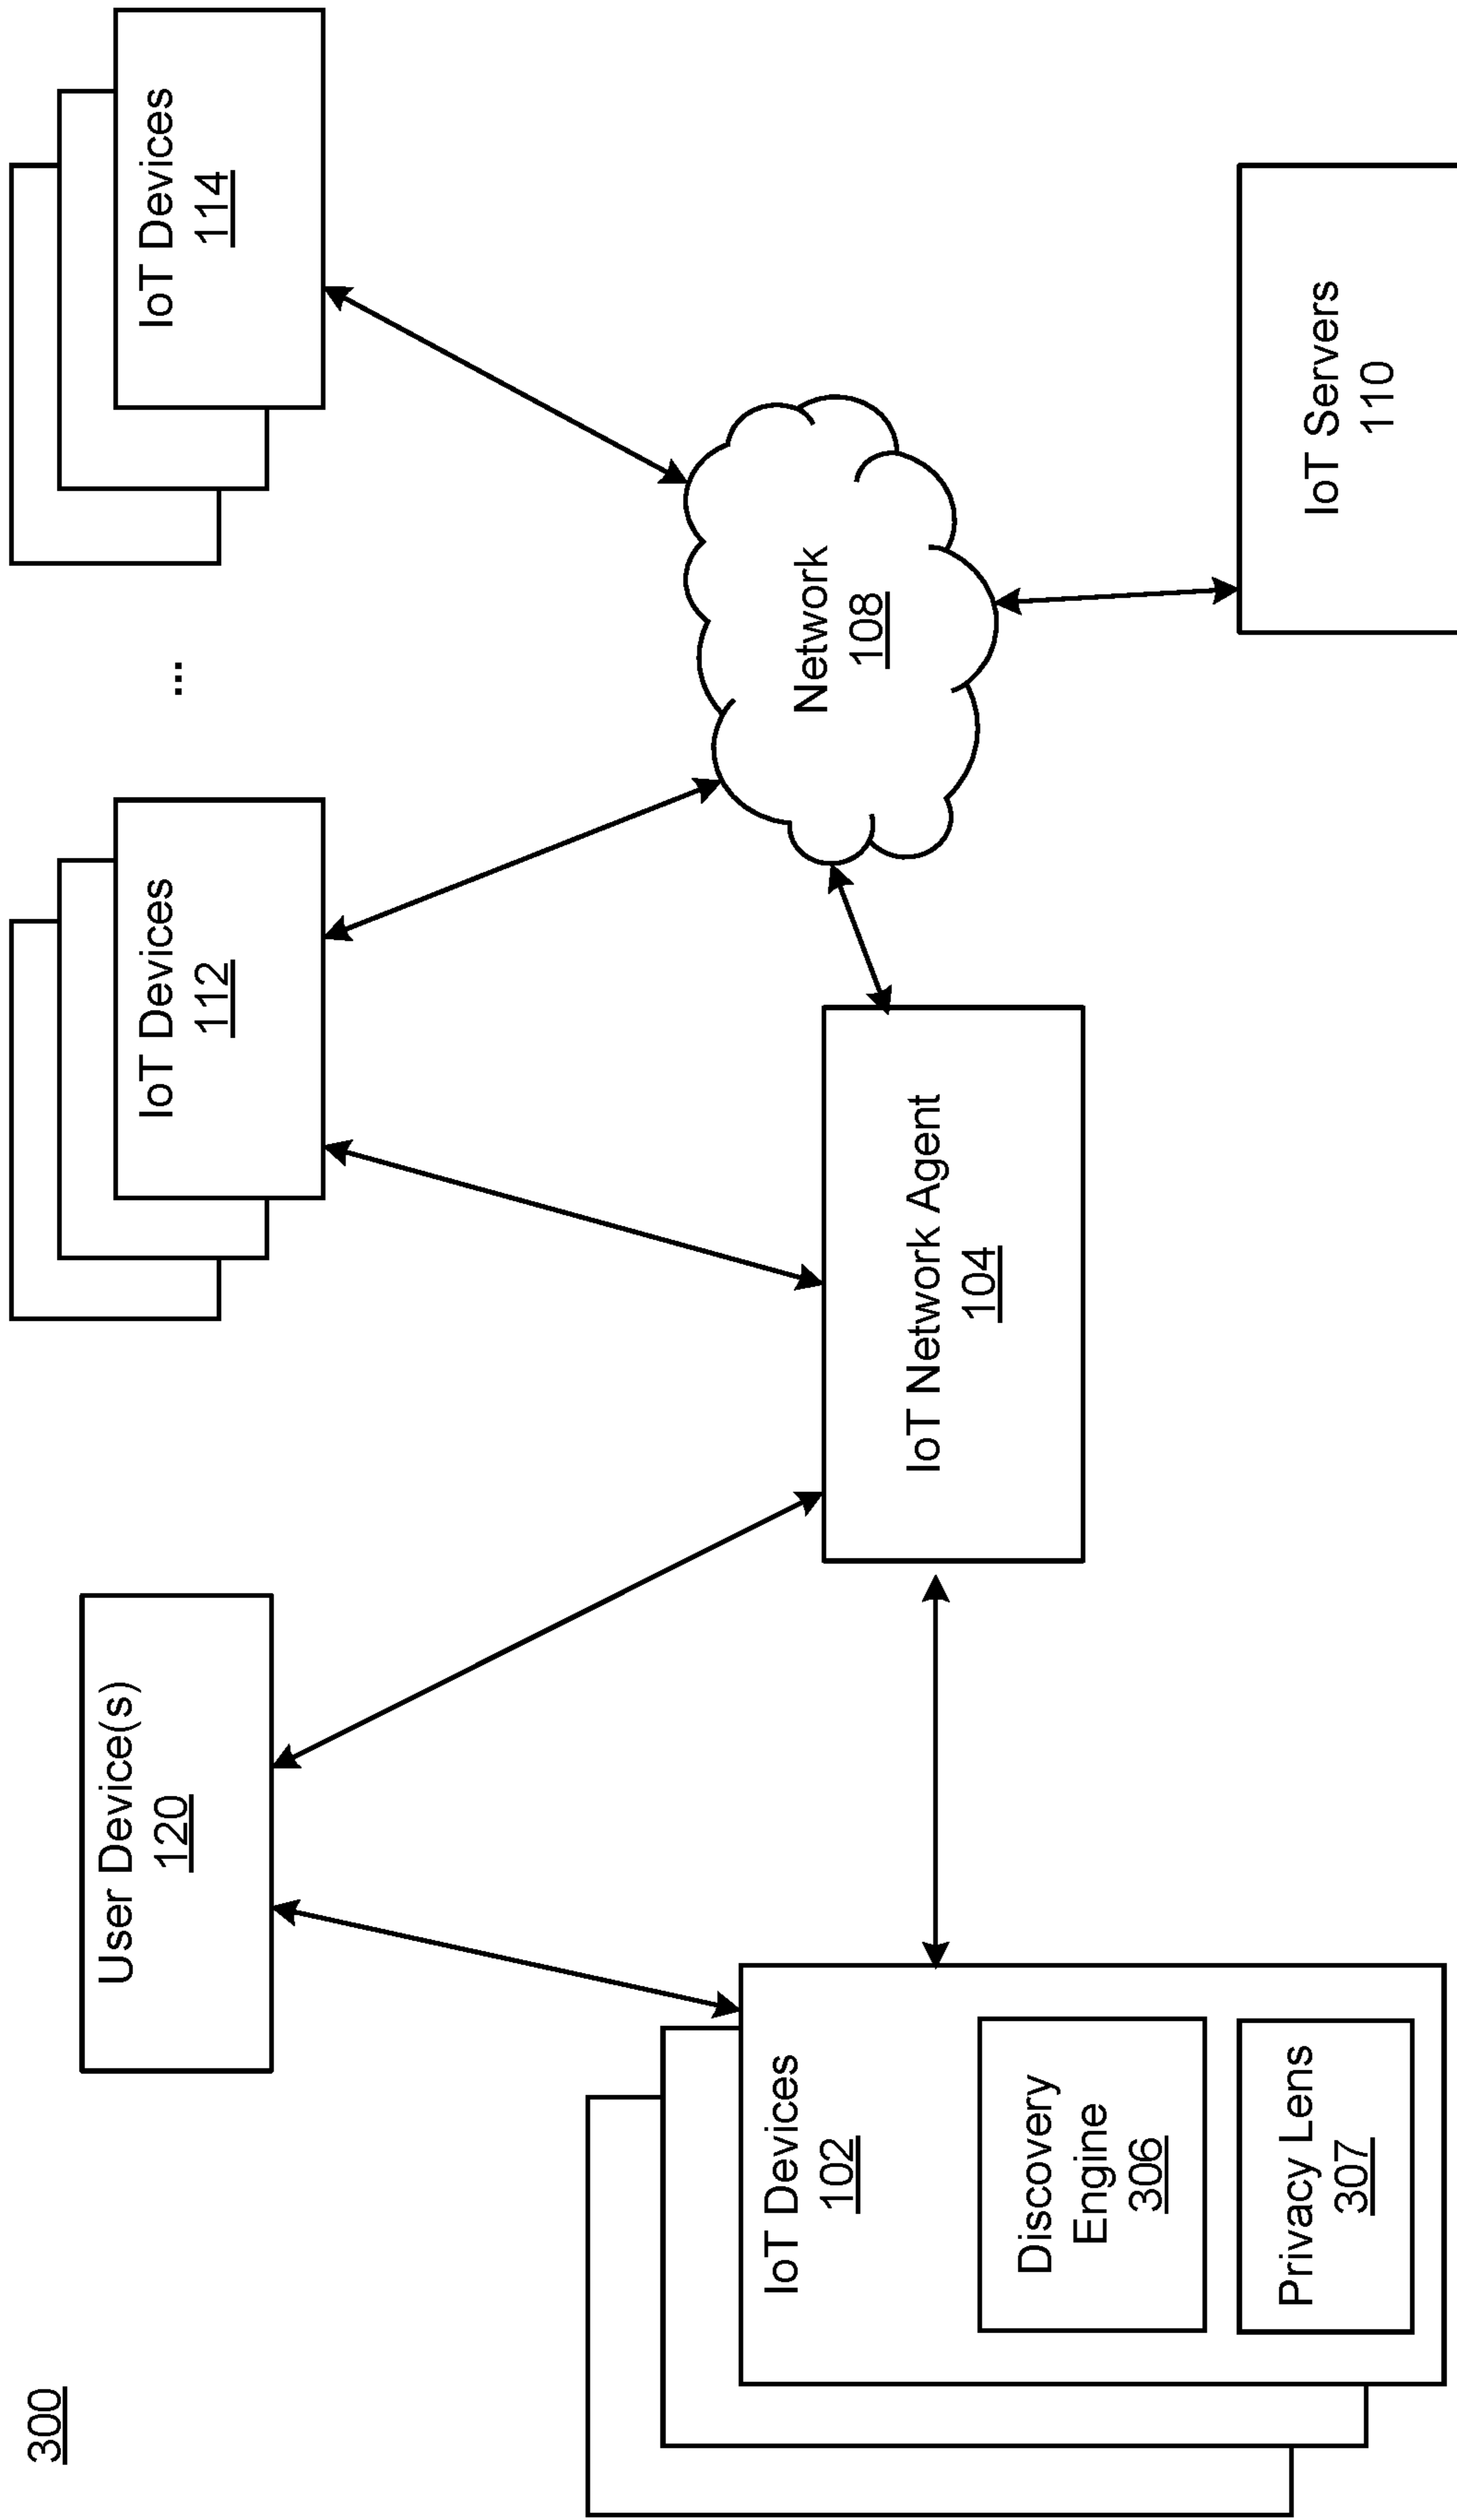 300
User Device(s)
120
IoT Devices
112
...
IoT Devices
114
IoT Devices
102
Discovery
Engine
306
Privacy Lens
307
IoT Network Agent
104
Network
108
IoT Servers
110